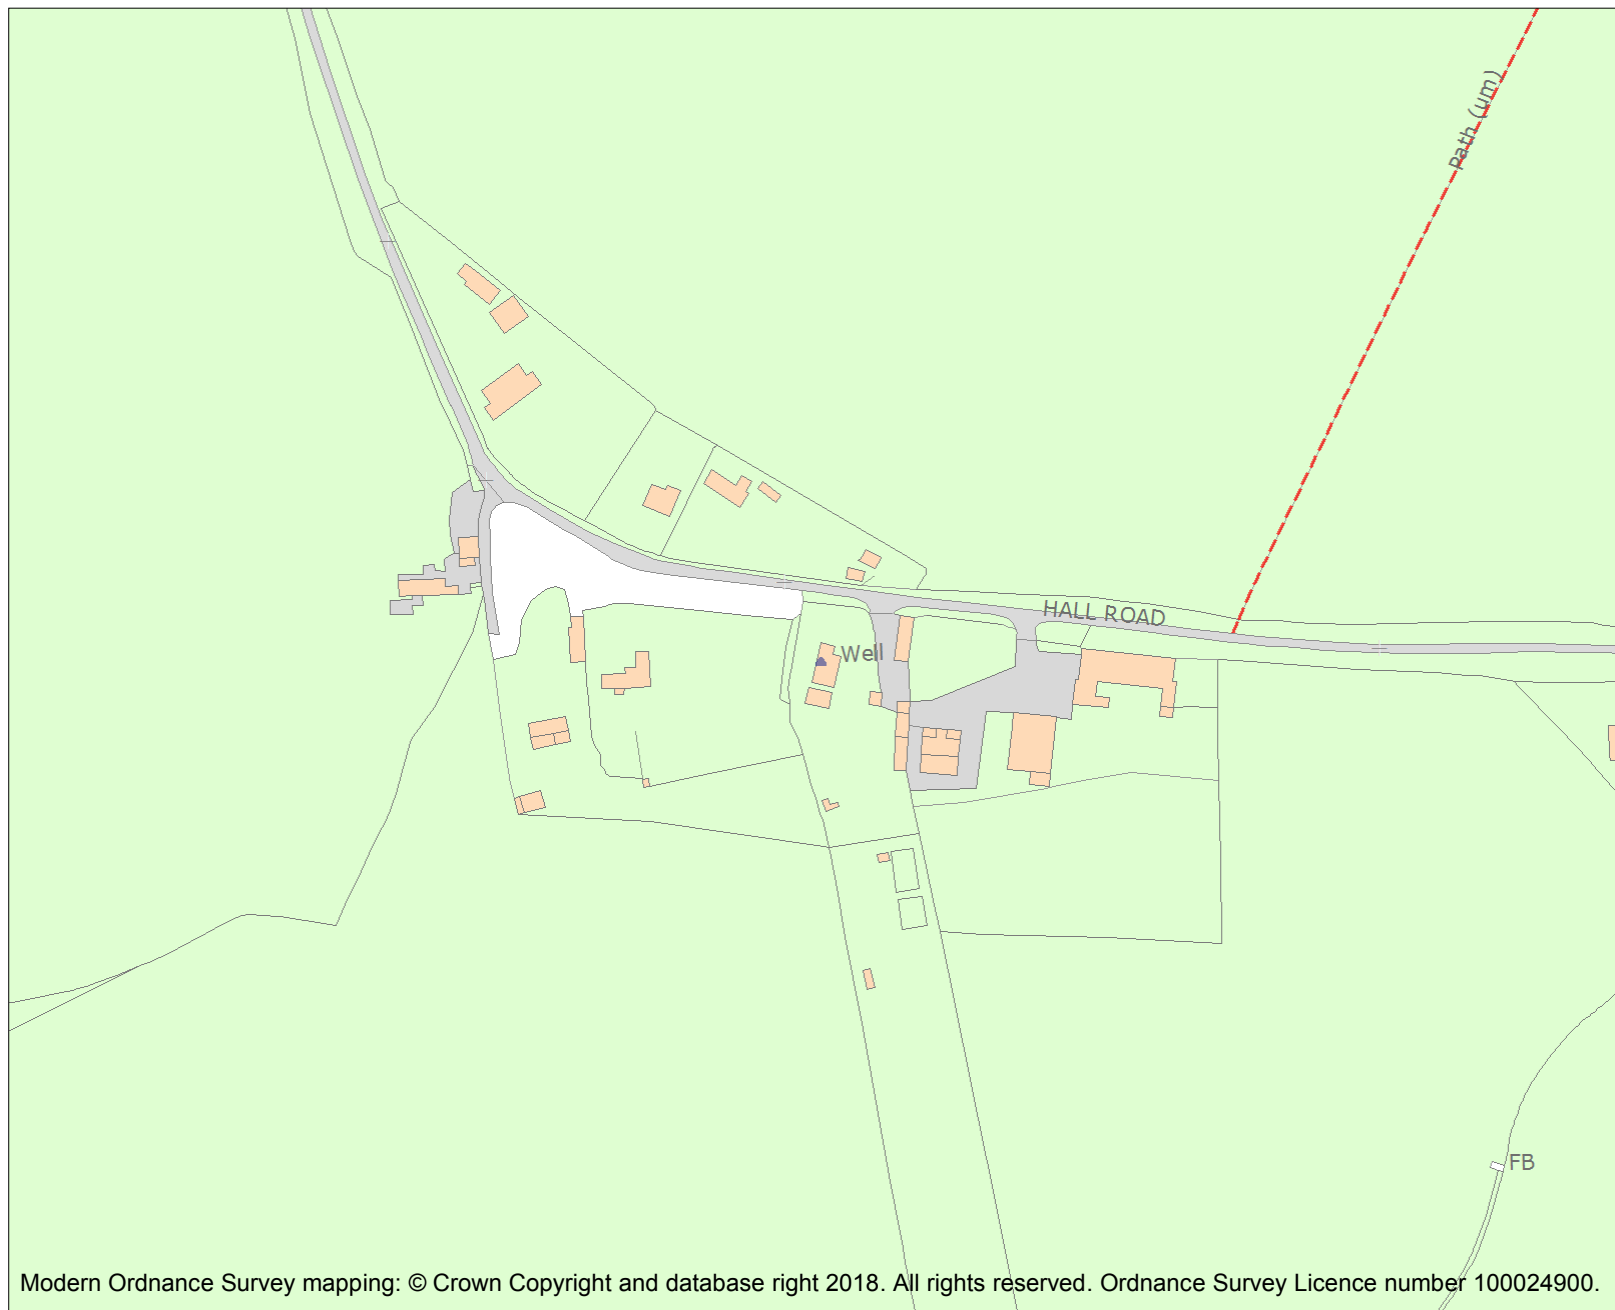 Path (um)
HALL ROAD
Well
FB
Modern Ordnance Survey mapping: © Crown Copyright and database right 2018. All rights reserved. Ordnance Survey Licence number 100024900.